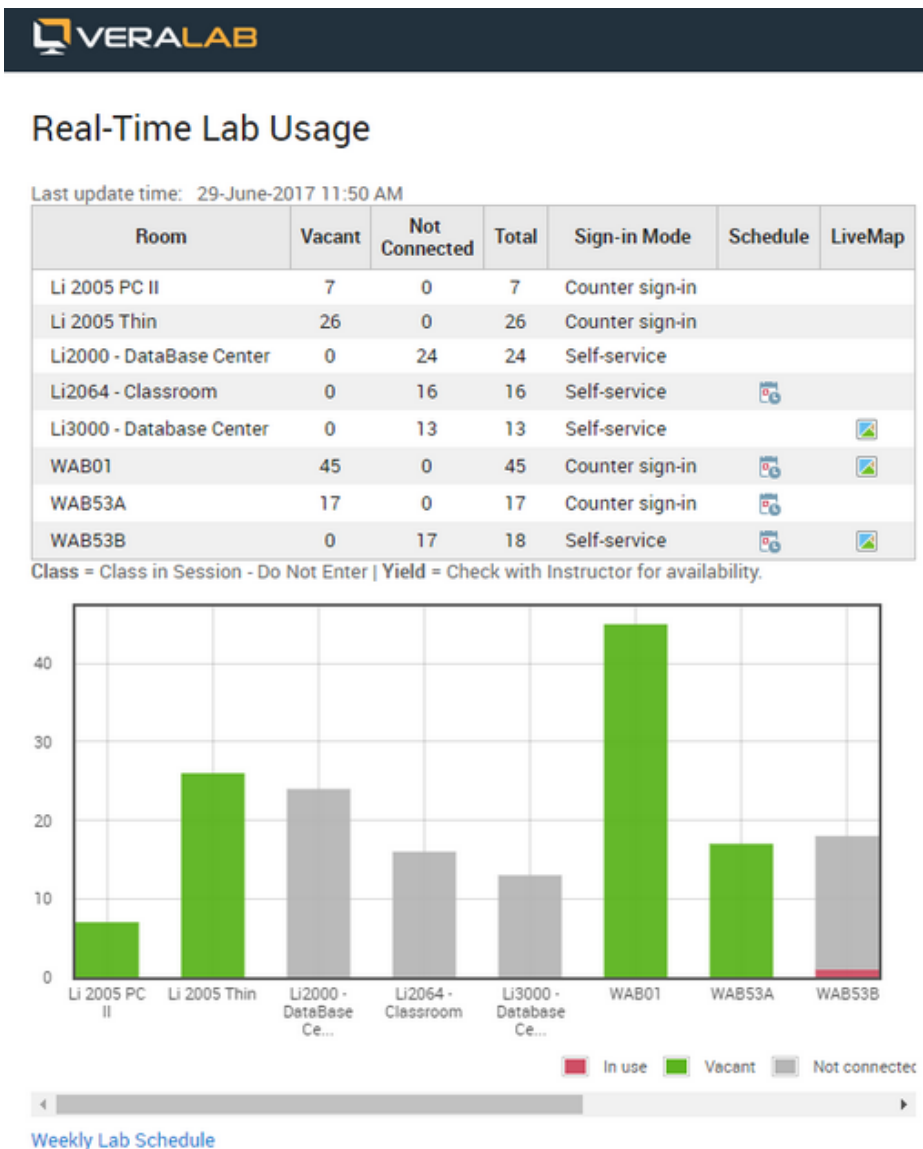 VERALAB
Real-Time Lab Usage
Last update time: 29-June-2017 11:50 AM
Room Vacant Not Connected Total Sign-in Mode Schedule LiveMap
Li 2005 PC II 7 0 7 Counter sign-in
Li 2005 Thin 26 0 26 Counter sign-in
Li2000 - DataBase Center 0 24 24 Self-service
Li2064 - Classroom 0 16 16 Self-service
Li3000 - Database Center 0 13 13 Self-service
WAB01 45 0 45 Counter sign-in
WAB53A 17 0 17 Counter sign-in
WAB53B 0 17 18 Self-service
Class = Class in Session - Do Not Enter | Yield = Check with Instructor for availability.
40
30
20
10
0
Li 2005 PC II
Li 2005 Thin
Li2000 - DataBase Ce...
Li2064 - Classroom
Li3000 - Database Ce...
WAB01
WAB53A
WAB53B
In use Vacant Not connected
Weekly Lab Schedule